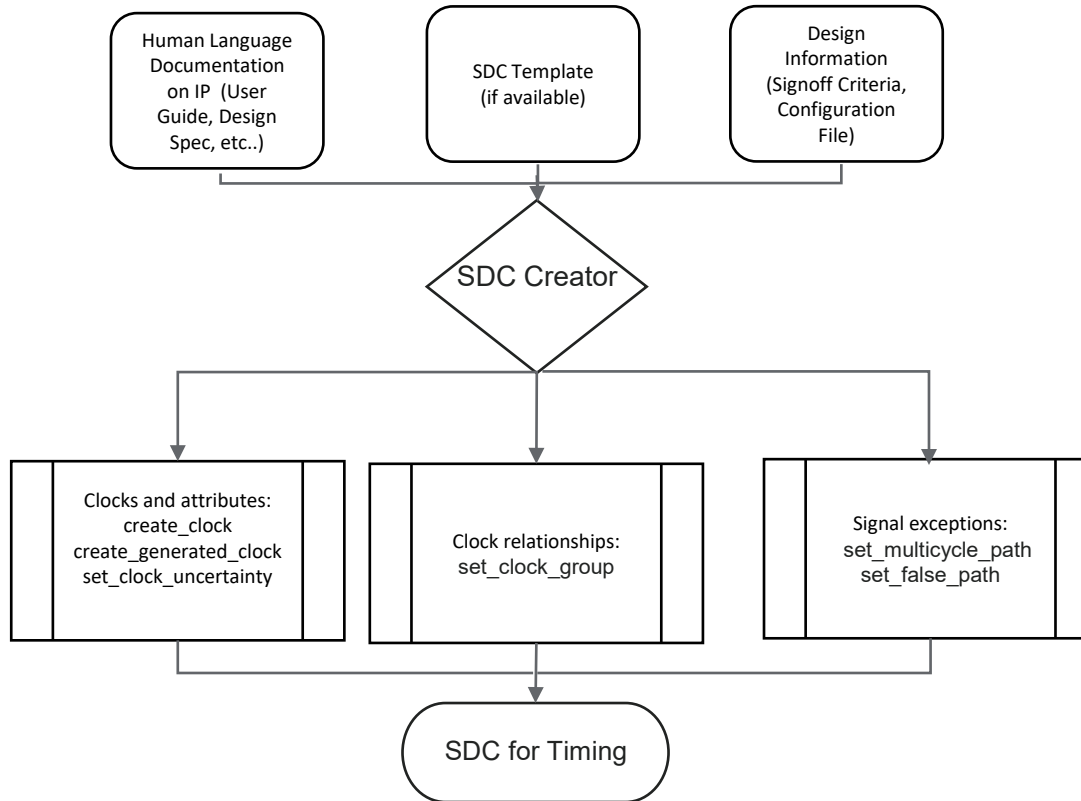 Human Language
Documentation
on IP  (User
Guide, Design
Spec, etc..)
SDC Template
(if available)
Design
Information
(Signoff Criteria,
Configuration
File)
SDC Creator
Clocks and attributes:
create_clock
create_generated_clock
set_clock_uncertainty
Clock relationships:
set_clock_group
Signal exceptions:
set_multicycle_path
set_false_path
SDC for Timing